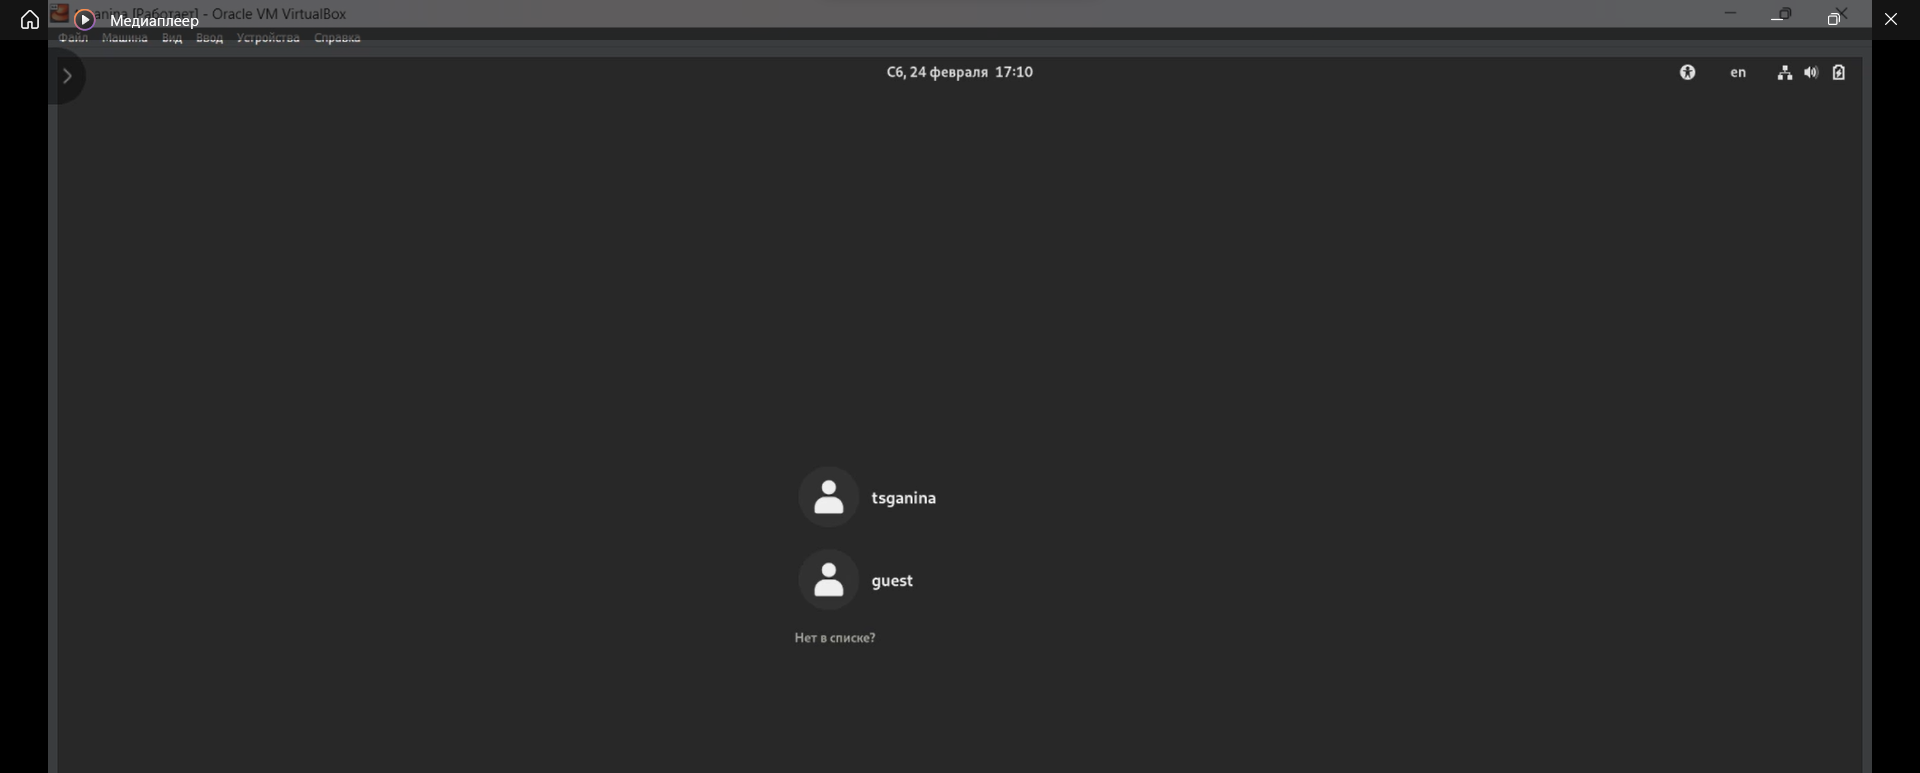 [Работает] - Oracle VM VirtualBox
Медиаплеер
Файл Машина Вид Ввод Устройства Справка
Сб, 24 февраля 17:10
en
tsganina
guest
Нет в списке?